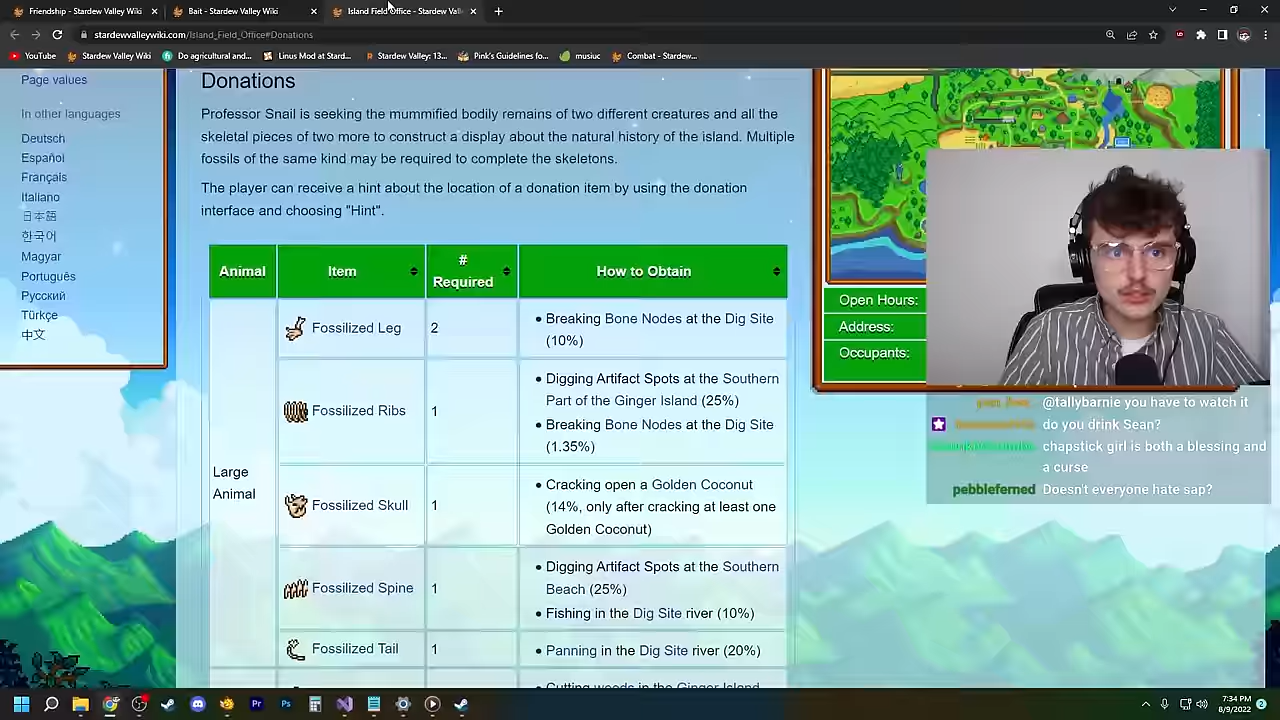 Friendship - Stardew Valley Wiki
Bait - Stardew Valley Wiki
Island Field Office - Stardew Vall
stardewvalleywiki.com/Island_Field_Office#Donations
YouTube
Stardew Valley Wiki
Do agricultural and...
Linus Mod at Stard...
Stardew Valley: 13...
Pink's Guidelines fo...
musiuc
Combat - Stardew...
Page values
In other languages
Deutsch
Español
Français
Italiano
日本語
한국어
Magyar
Português
Русский
Türkçe
中文
Donations
Professor Snail is seeking the mummified bodily remains of two different creatures and all the
skeletal pieces of two more to construct a display about the natural history of the island. Multiple
fossils of the same kind may be required to complete the skeletons.
The player can receive a hint about the location of a donation item by using the donation
interface and choosing "Hint".
Animal
Item
#
Required
How to Obtain
Large
Animal
Fossilized Leg
2
• Breaking Bone Nodes at the Dig Site
(10%)
Fossilized Ribs
1
• Digging Artifact Spots at the Southern
Part of the Ginger Island (25%)
• Breaking Bone Nodes at the Dig Site
(1.35%)
Fossilized Skull
1
• Cracking open a Golden Coconut
(14%, only after cracking at least one
Golden Coconut)
Fossilized Spine
1
• Digging Artifact Spots at the Southern
Beach (25%)
• Fishing in the Dig Site river (10%)
Fossilized Tail
1
• Panning in the Dig Site river (20%)
Cutting weeds in the Ginger Island
Open Hours:
Address:
Occupants:
@tallybarnie you have to watch it
do you drink Sean?
chapstick girl is both a blessing and
a curse
pebbleferned Doesn't everyone hate sap?
7:34 PM
8/9/2022
2